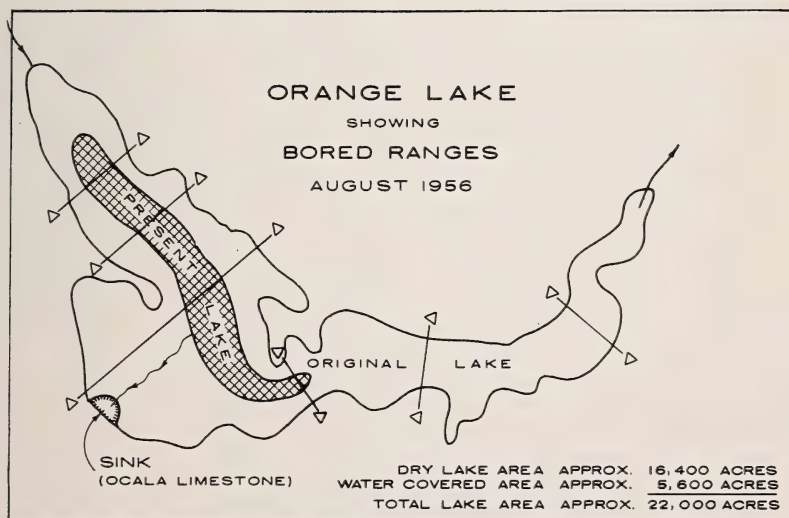 ORANGE LAKE
SHOWING
BORED RANGES
AUGUST 1956
PRESENT LAKE
ORIGINAL LAKE
SINK
(OCALA LIMESTONE)
DRY LAKE AREA APPROX. 16,400 ACRES
WATER COVERED AREA APPROX. 5,600 ACRES
TOTAL LAKE AREA APPROX. 22,000 ACRES